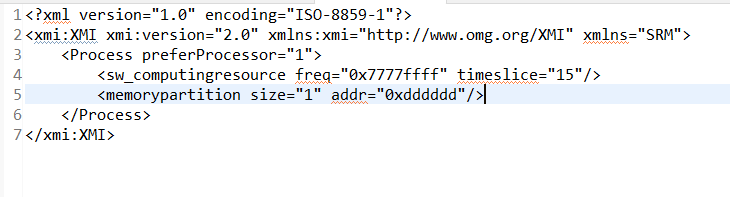 1 <?xml version="1.0" encoding="ISO-8859-1"?>
2 <xmi:XMI xmi:version="2.0" xmlns:xmi="http://www.omg.org/XMI" xmlns="SRM">
3     <Process preferProcessor="1">
4         <sw_computingresource freq="0x7777ffff" timeslice="15"/>
5         <memorypartition size="1" addr="0xdddddd"/>
6     </Process>
7 </xmi:XMI>